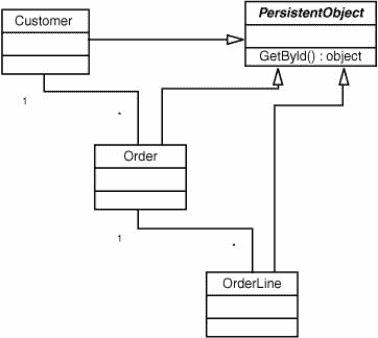 Customer
PersistentObject
GetById() : object
1
*
Order
1
*
OrderLine